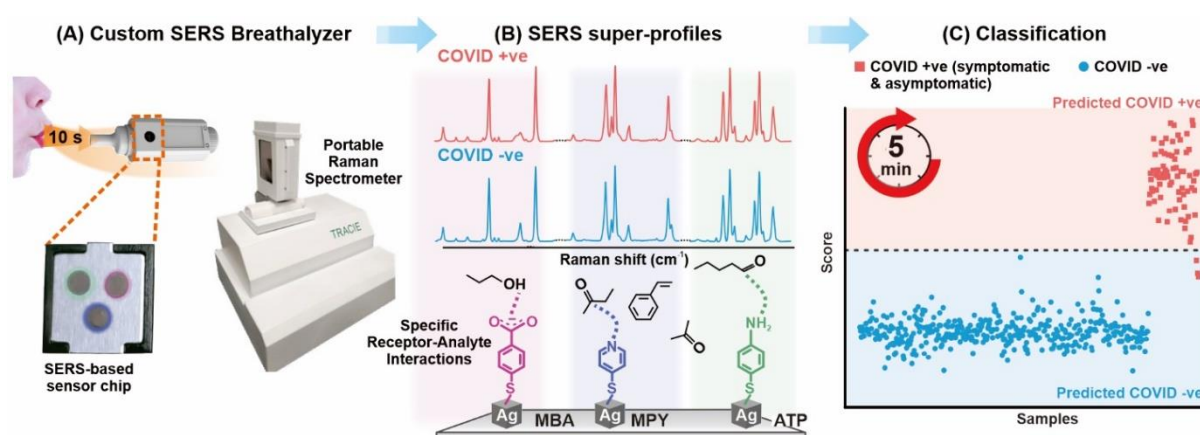 (A) Custom SERS Breathalyzer
10 s
Portable
Raman
Spectrometer
TRACIE
SERS-based
sensor chip
(B) SERS super-profiles
COVID +ve
COVID -ve
Raman shift (cm⁻¹)
OH
O
O
O
N
O
O
NH₂
Specific
Receptor-Analyte
Interactions
S
S
S
Ag
MBA
Ag
MPY
Ag
ATP
(C) Classification
COVID +ve (symptomatic
& asymptomatic)
COVID -ve
Predicted COVID +ve
5
min
Score
Predicted COVID -ve
Samples